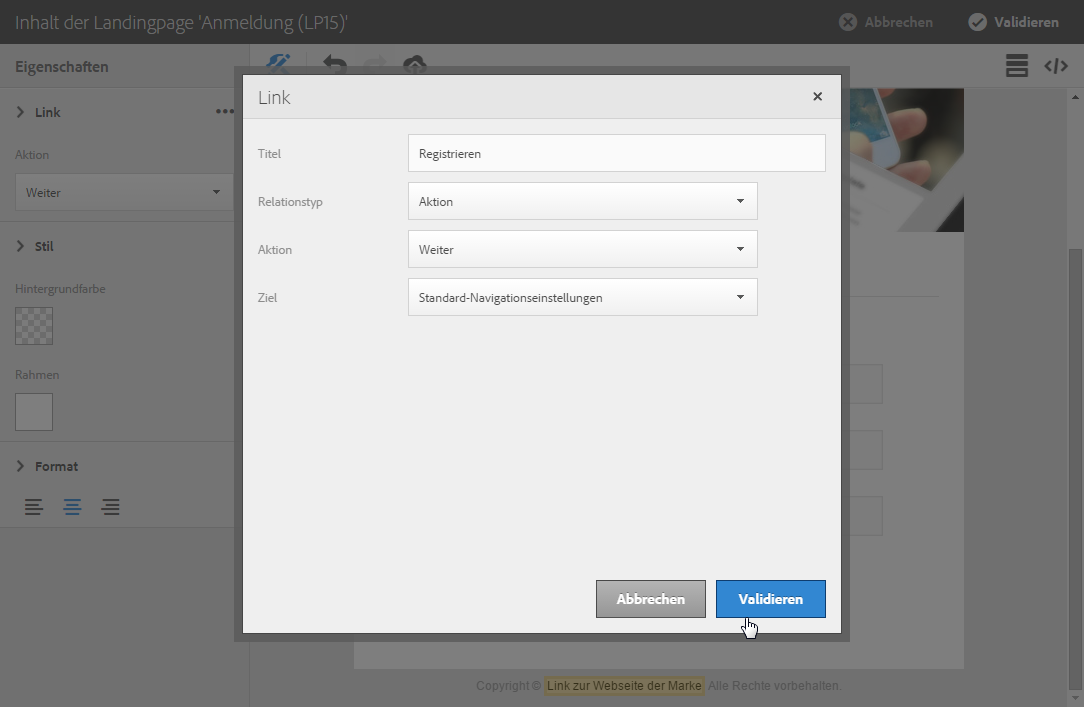 Inhalt der Landingpage 'Anmeldung (LP15)'
Abbrechen
Validieren
Eigenschaften
Link
Aktion
Weiter
Stil
Hintergrundfarbe
Rahmen
Format
Link
Titel
Registrieren
Relationstyp
Aktion
Aktion
Weiter
Ziel
Standard-Navigationseinstellungen
Abbrechen
Validieren
Copyright © Link zur Webseite der Marke Alle Rechte vorbehalten.